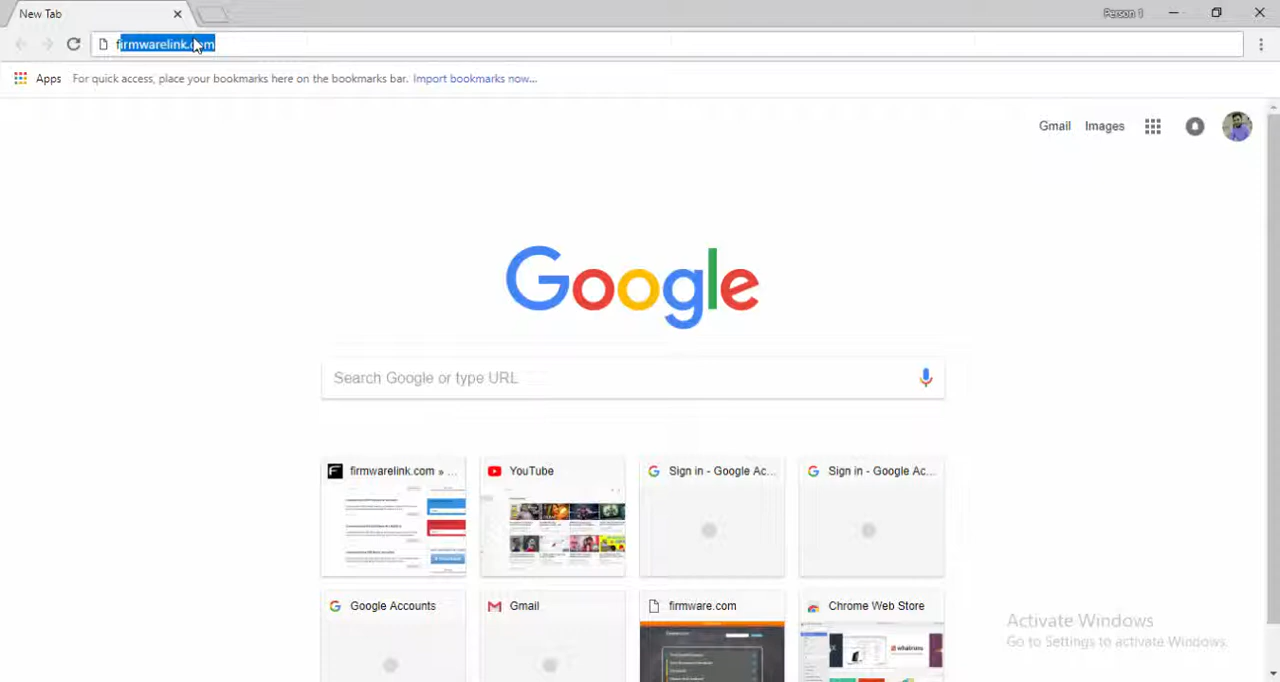 New Tab
Person 1
firmwarelink.com
Apps For quick access, place your bookmarks here on the bookmarks bar. Import bookmarks now...
Gmail Images
Google
Search Google or type URL
firmwarelink.com » ...
YouTube
Sign in - Google Ac...
Sign in - Google Ac...
Google Accounts
Gmail
firmware.com
Chrome Web Store
whatruns
Activate Windows
Go to Settings to activate Windows.